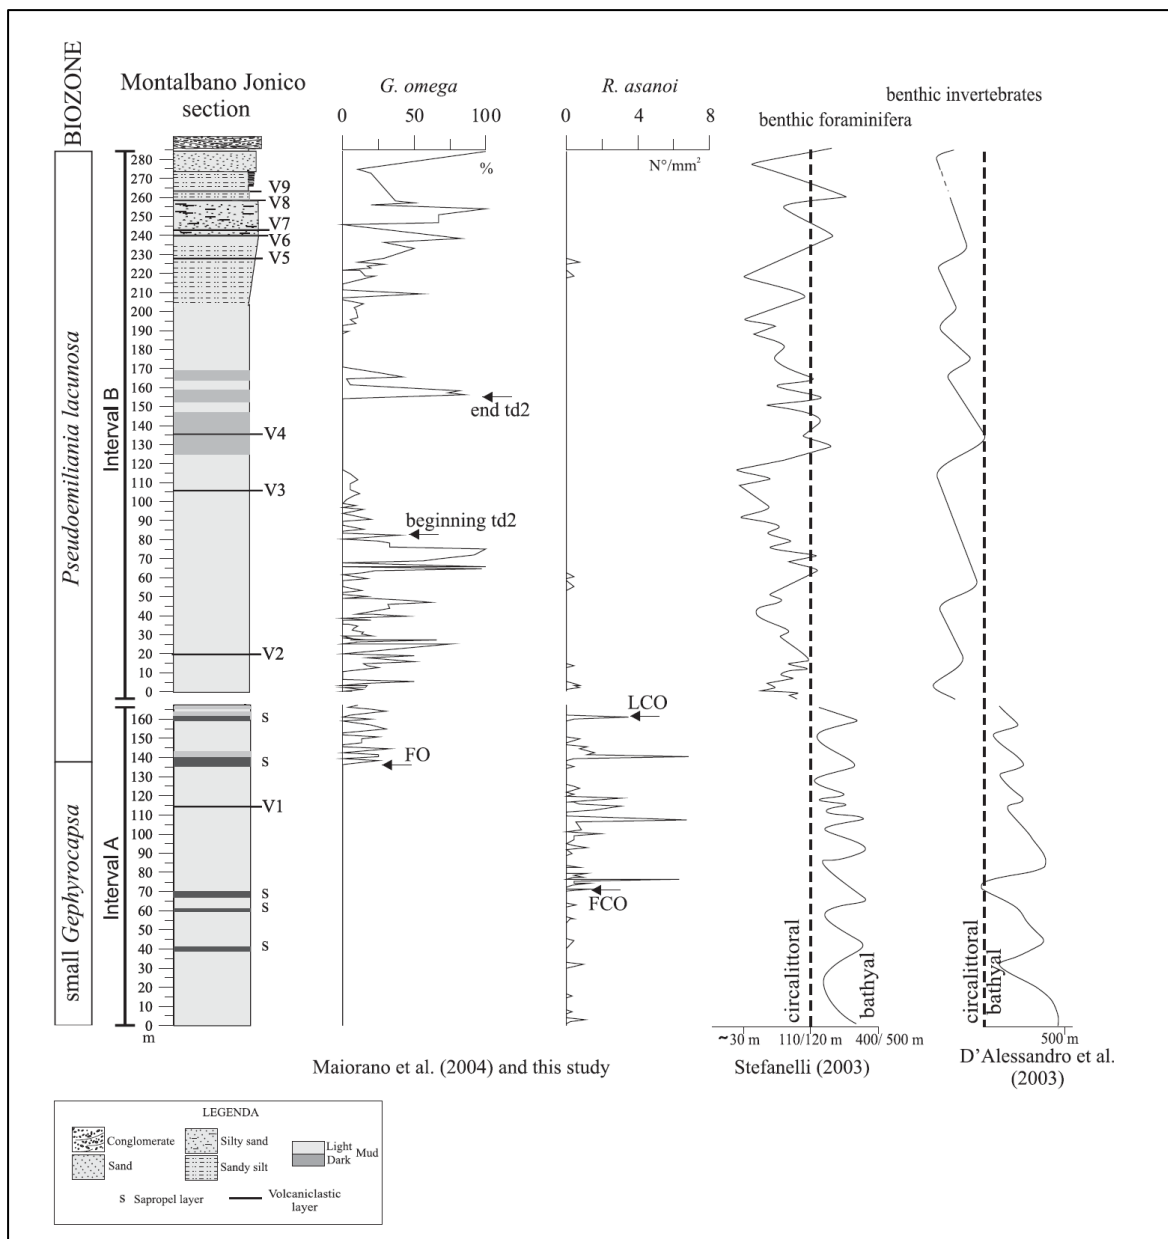 BIOZONE
Montalbano Jonico
section
G. omega
0 50 100
%
R. asanoi
0 4 8
N°/mm²
benthic foraminifera
benthic invertebrates
Pseudoemiliania lacunosa
small Gephyrocapsa
Interval B
Interval A
280
270
260
250
240
230
220
210
200
190
180
170
160
150
140
130
120
110
100
90
80
70
60
50
40
30
20
10
0
160
150
140
130
120
110
100
90
80
70
60
50
40
30
20
10
0
m
V9
V8
V7
V6
V5
V4
V3
V2
s
s
V1
s
s
s
end td2
beginning td2
FO
LCO
FCO
circalittoral
bathyal
circalittoral
bathyal
~30 m 110/120 m 400/500 m
500 m
Maiorano et al. (2004) and this study
Stefanelli (2003)
D'Alessandro et al.
(2003)
LEGENDA
Conglomerate
Sand
Silty sand
Sandy silt
Light
Dark
Mud
s Sapropel layer
Volcaniclastic
layer